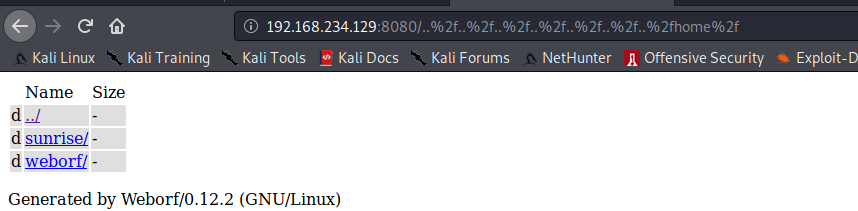 192.168.234.129:8080/..%2f..%2f..%2f..%2f..%2f..%2f..%2fhome%2f
Kali Linux Kali Training Kali Tools Kali Docs Kali Forums NetHunter Offensive Security Exploit-D
Name Size
d ../ -
d sunrise/ -
d weborf/ -
Generated by Weborf/0.12.2 (GNU/Linux)